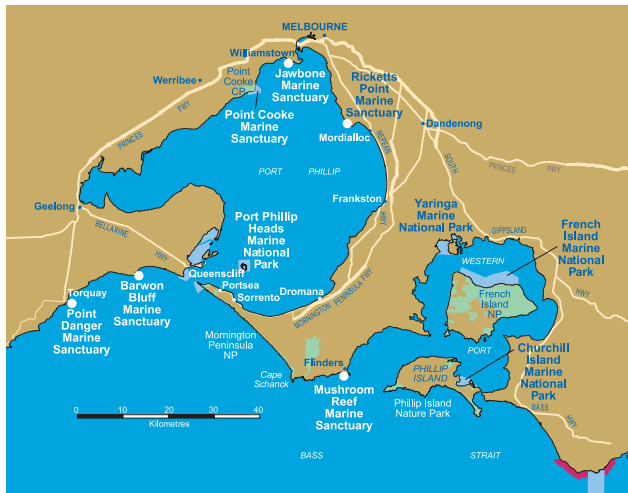 MELBOURNE
Williamstown
Point
Cooke
CP
Werribee
Jawbone
Marine
Sanctuary
Ricketts
Point
Marine
Sanctuary
Point Cooke
Marine
Sanctuary
Mordialloc
Dandenong
PRINCES
FWY
NEPEAN
HWY
SOUTH
PRINCES
HWY
PORT
PHILLIP
Frankston
Geelong
BELLARINE
HWY
Port Phillip
Heads
Marine
National
Park
Yaringa
Marine
National Park
GIPPSLAND
HWY
French
Island
Marine
National
Park
WESTERN
French
Island
NP
Queenscliff
Portsea
Sorrento
Dromana
MORNINGTON PENINSULA FWY
Torquay
Point
Danger
Marine
Sanctuary
Barwon
Bluff
Marine
Sanctuary
Mornington
Peninsula
NP
Cape
Schanck
Flinders
Mushroom
Reef
Marine
Sanctuary
PORT
PHILLIP
ISLAND
Phillip Island
Nature Park
Churchill
Island
Marine
National
Park
BASS
HWY
0 10 20 30 40
Kilometres
BASS
STRAIT